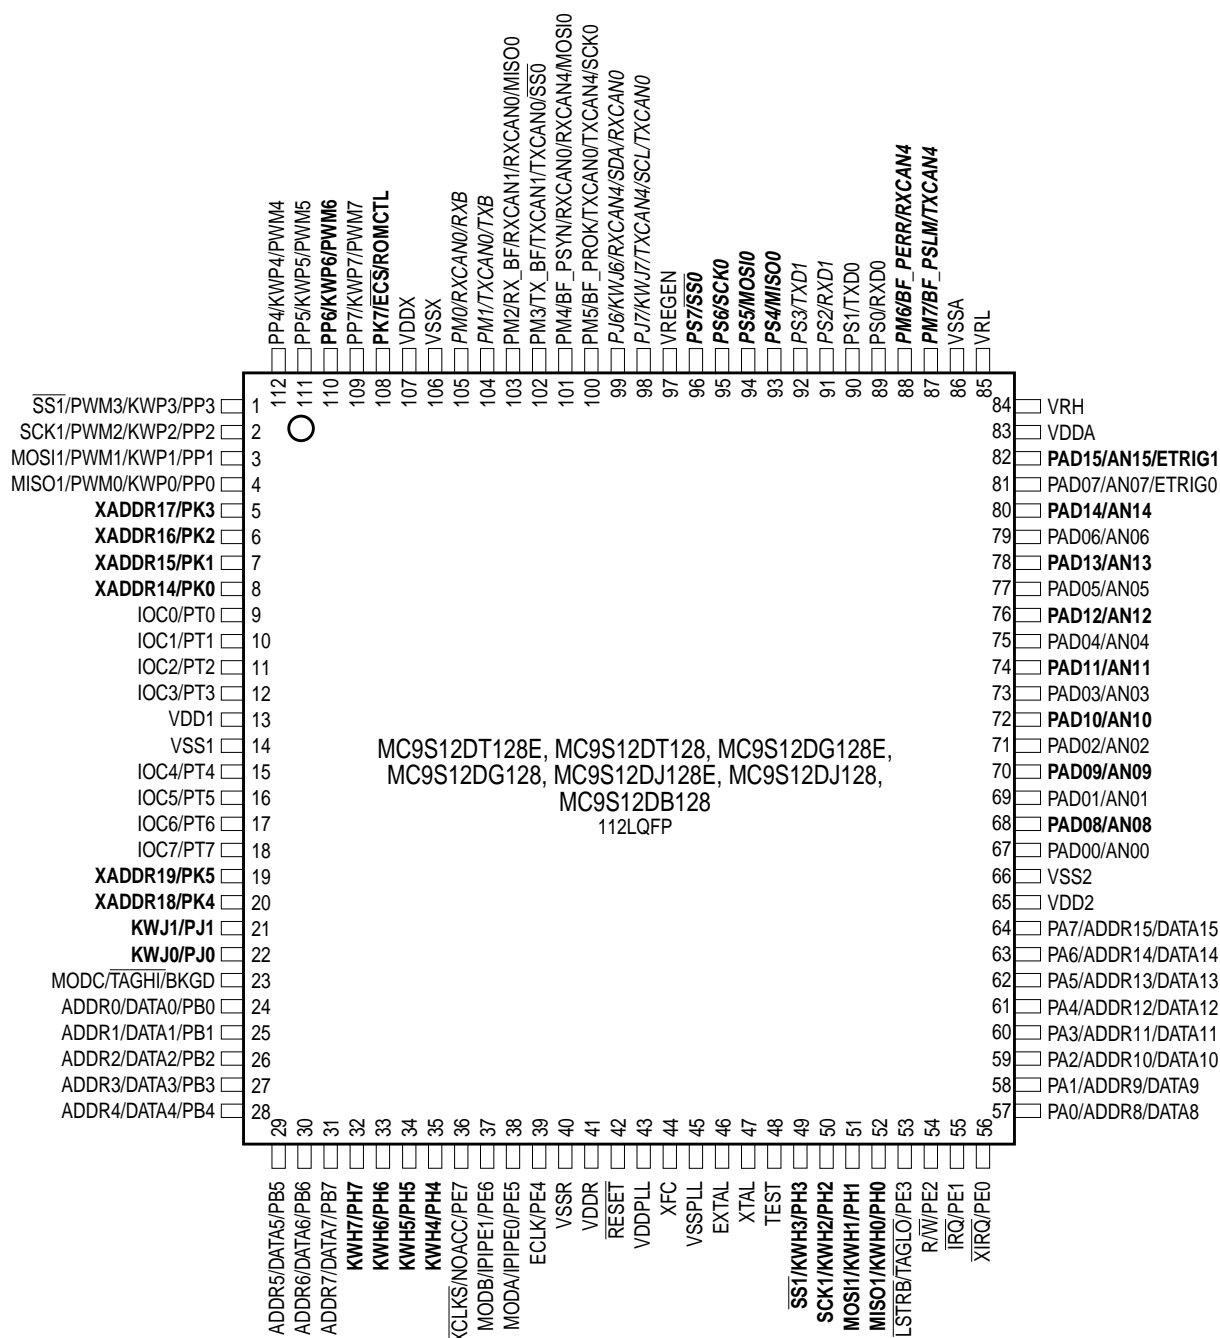 PP4/KWP4/PWM4
PP5/KWP5/PWM5
PP6/KWP6/PWM6
PP7/KWP7/PWM7
PK7/ECS/ROMCTL
VDDX
VSSX
PM0/RXCAN0/RXB
PM1/TXCAN0/TXB
PM2/RX_BF/RXCAN1/RXCAN0/MISO0
PM3/TX_BF/TXCAN1/TXCAN0/SS0
PM4/BF_PSYN/RXCAN0/RXCAN4/MOSI0
PM5/BF_PROK/TXCAN0/TXCAN4/SCK0
PJ6/KWJ6/RXCAN4/SDA/RXCAN0
PJ7/KWJ7/TXCAN4/SCL/TXCAN0
VREGEN
PS7/SS0
PS6/SCK0
PS5/MOSI0
PS4/MISO0
PS3/TXD1
PS2/RXD1
PS1/TXD0
PS0/RXD0
PM6/BF_PERR/RXCAN4
PM7/BF_PSLM/TXCAN4
VSSA
VRL
112
111
110
109
108
107
106
105
104
103
102
101
100
99
98
97
96
95
94
93
92
91
90
89
88
87
86
85
SS1/PWM3/KWP3/PP3 1
SCK1/PWM2/KWP2/PP2 2
MOSI1/PWM1/KWP1/PP1 3
MISO1/PWM0/KWP0/PP0 4
XADDR17/PK3 5
XADDR16/PK2 6
XADDR15/PK1 7
XADDR14/PK0 8
IOC0/PT0 9
IOC1/PT1 10
IOC2/PT2 11
IOC3/PT3 12
VDD1 13
VSS1 14
IOC4/PT4 15
IOC5/PT5 16
IOC6/PT6 17
IOC7/PT7 18
XADDR19/PK5 19
XADDR18/PK4 20
KWJ1/PJ1 21
KWJ0/PJ0 22
MODC/TAGHI/BKGD 23
ADDR0/DATA0/PB0 24
ADDR1/DATA1/PB1 25
ADDR2/DATA2/PB2 26
ADDR3/DATA3/PB3 27
ADDR4/DATA4/PB4 28
MC9S12DT128E, MC9S12DT128, MC9S12DG128E,
MC9S12DG128, MC9S12DJ128E, MC9S12DJ128,
MC9S12DB128
112LQFP
84 VRH
83 VDDA
82 PAD15/AN15/ETRIG1
81 PAD07/AN07/ETRIG0
80 PAD14/AN14
79 PAD06/AN06
78 PAD13/AN13
77 PAD05/AN05
76 PAD12/AN12
75 PAD04/AN04
74 PAD11/AN11
73 PAD03/AN03
72 PAD10/AN10
71 PAD02/AN02
70 PAD09/AN09
69 PAD01/AN01
68 PAD08/AN08
67 PAD00/AN00
66 VSS2
65 VDD2
64 PA7/ADDR15/DATA15
63 PA6/ADDR14/DATA14
62 PA5/ADDR13/DATA13
61 PA4/ADDR12/DATA12
60 PA3/ADDR11/DATA11
59 PA2/ADDR10/DATA10
58 PA1/ADDR9/DATA9
57 PA0/ADDR8/DATA8
29
30
31
32
33
34
35
36
37
38
39
40
41
42
43
44
45
46
47
48
49
50
51
52
53
54
55
56
ADDR5/DATA5/PB5
ADDR6/DATA6/PB6
ADDR7/DATA7/PB7
KWH7/PH7
KWH6/PH6
KWH5/PH5
KWH4/PH4
XCLKS/NOACC/PE7
MODB/IPIPE1/PE6
MODA/IPIPE0/PE5
ECLK/PE4
VSSR
VDDR
RESET
VDDPLL
XFC
VSSPLL
EXTAL
XTAL
TEST
SS1/KWH3/PH3
SCK1/KWH2/PH2
MOSI1/KWH1/PH1
MISO1/KWH0/PH0
LSTRB/TAGLO/PE3
R/W/PE2
IRQ/PE1
XIRQ/PE0